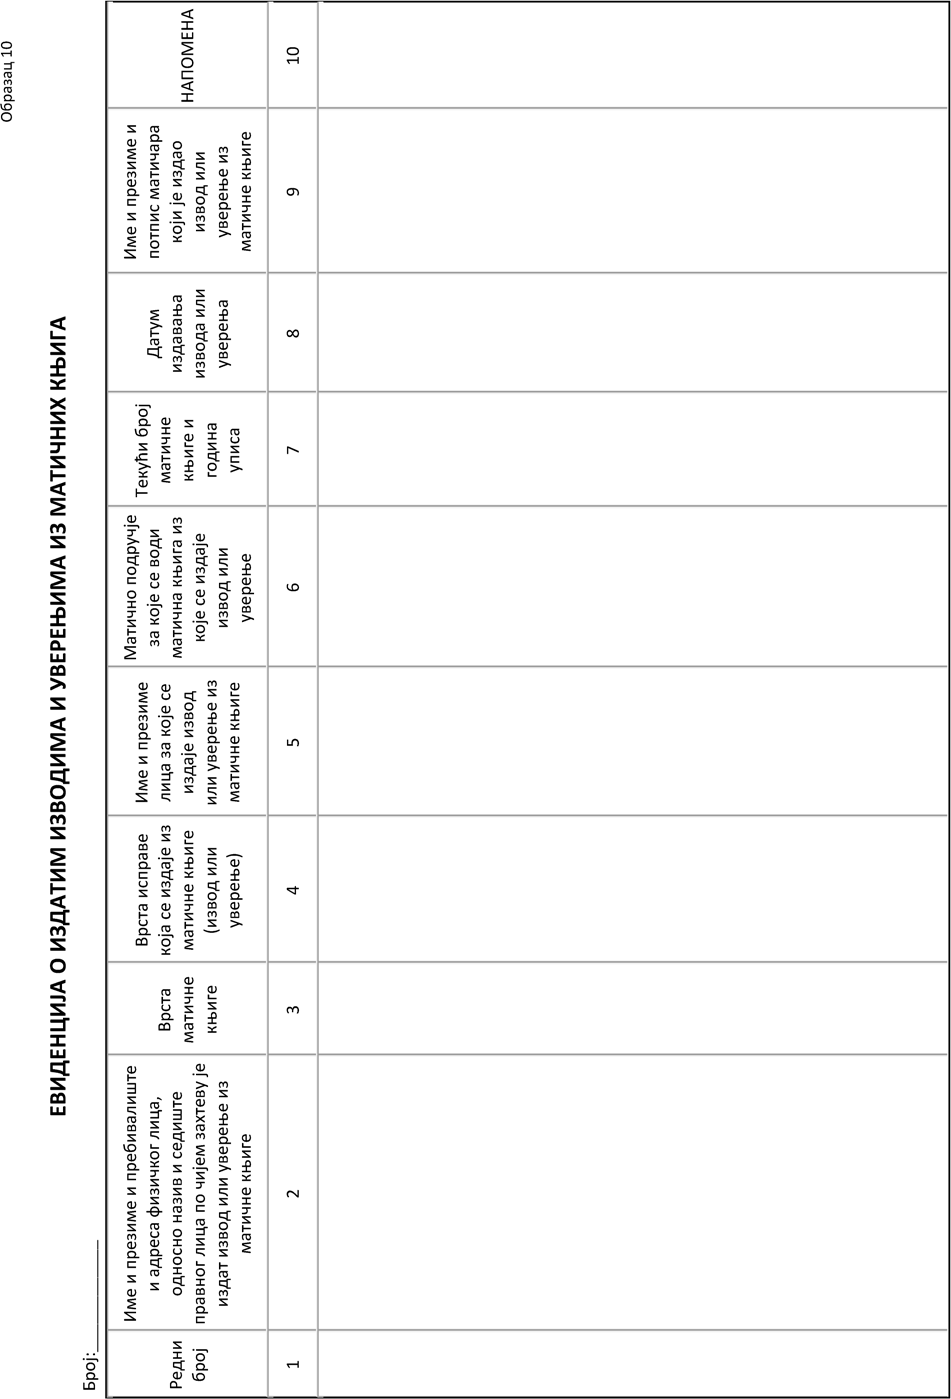 Образац 10
ЕВИДЕНЦИЈА О ИЗДАТИМ ИЗВОДИМА И УВЕРЕЊИМА ИЗ МАТИЧНИХ КЊИГА
Број:____________
Редни
број
Име и презиме и пребивалиште
и адреса физичког лица,
односно назив и седиште
правног лица по чијем захтеву је
издат извод или уверење из
матичне књиге
Врста
матичне
књиге
Врста исправе
која се издаје из
матичне књиге
(извод или
уверење)
Име и презиме
лица за које се
издаје извод
или уверење из
матичне књиге
Матично подручје
за које се води
матична књига из
које се издаје
извод или
уверење
Текући број
матичне
књиге и
година
уписа
Датум
издавања
извода или
уверења
Име и презиме и
потпис матичара
који је издао
извод или
уверење из
матичне књиге
НАПОМЕНА
1
2
3
4
5
6
7
8
9
10